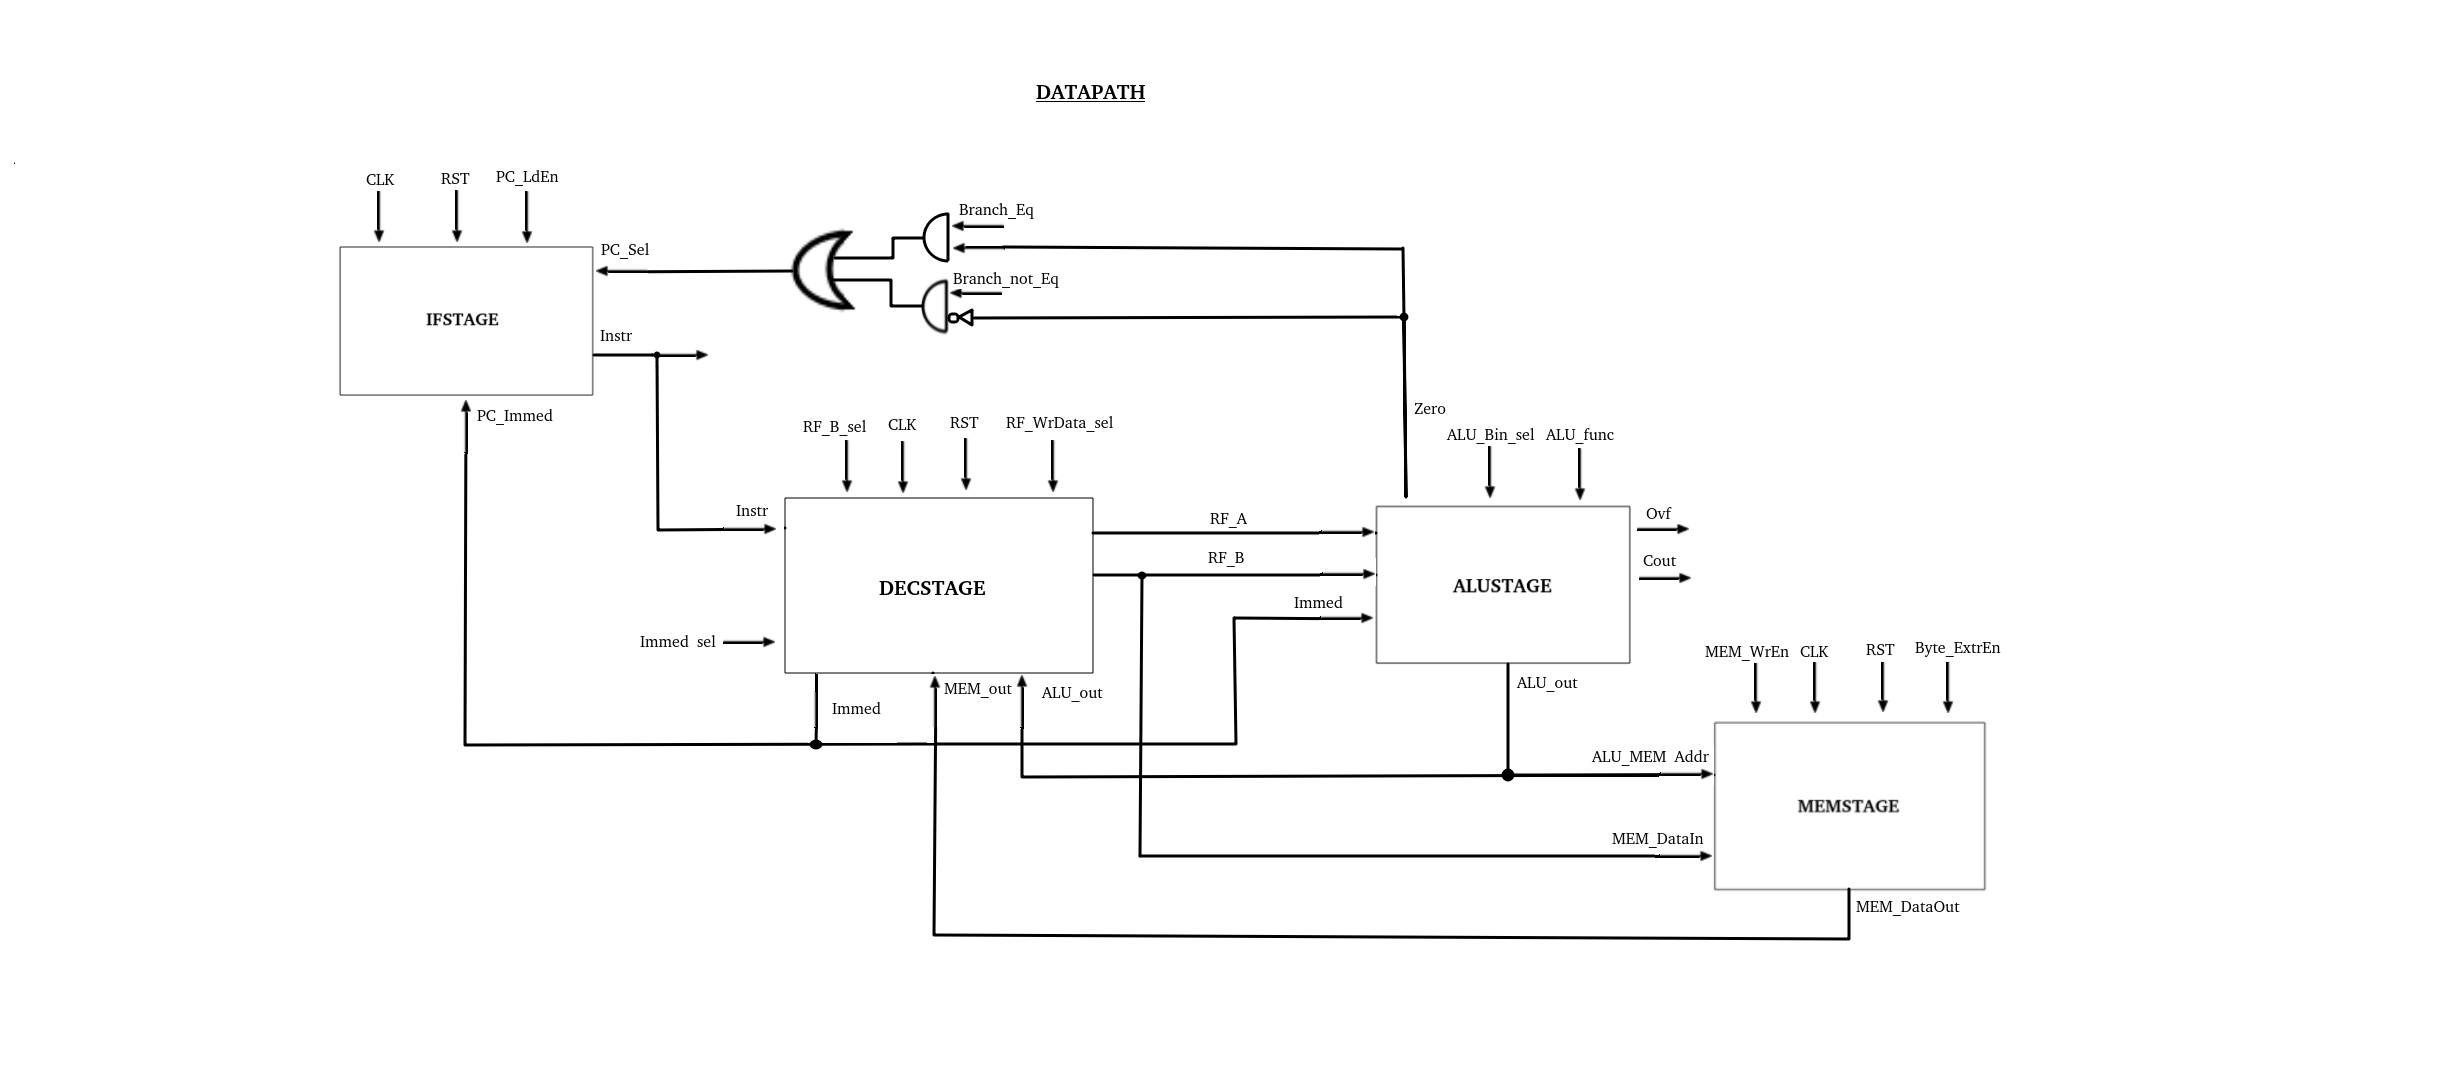 DATAPATH
CLK
RST
PC_LdEn
PC_Sel
IFSTAGE
Instr
PC_Immed
Branch_Eq
Branch_not_Eq
Zero
RF_B_sel
CLK
RST
RF_WrData_sel
Instr
DECSTAGE
Immed sel
Immed
MEM_out
ALU_out
RF_A
RF_B
Immed
ALU_Bin_sel
ALU_func
ALUSTAGE
Ovf
Cout
ALU_out
MEM_WrEn
CLK
RST
Byte_ExtrEn
ALU_MEM Addr
MEMSTAGE
MEM_DataIn
MEM_DataOut